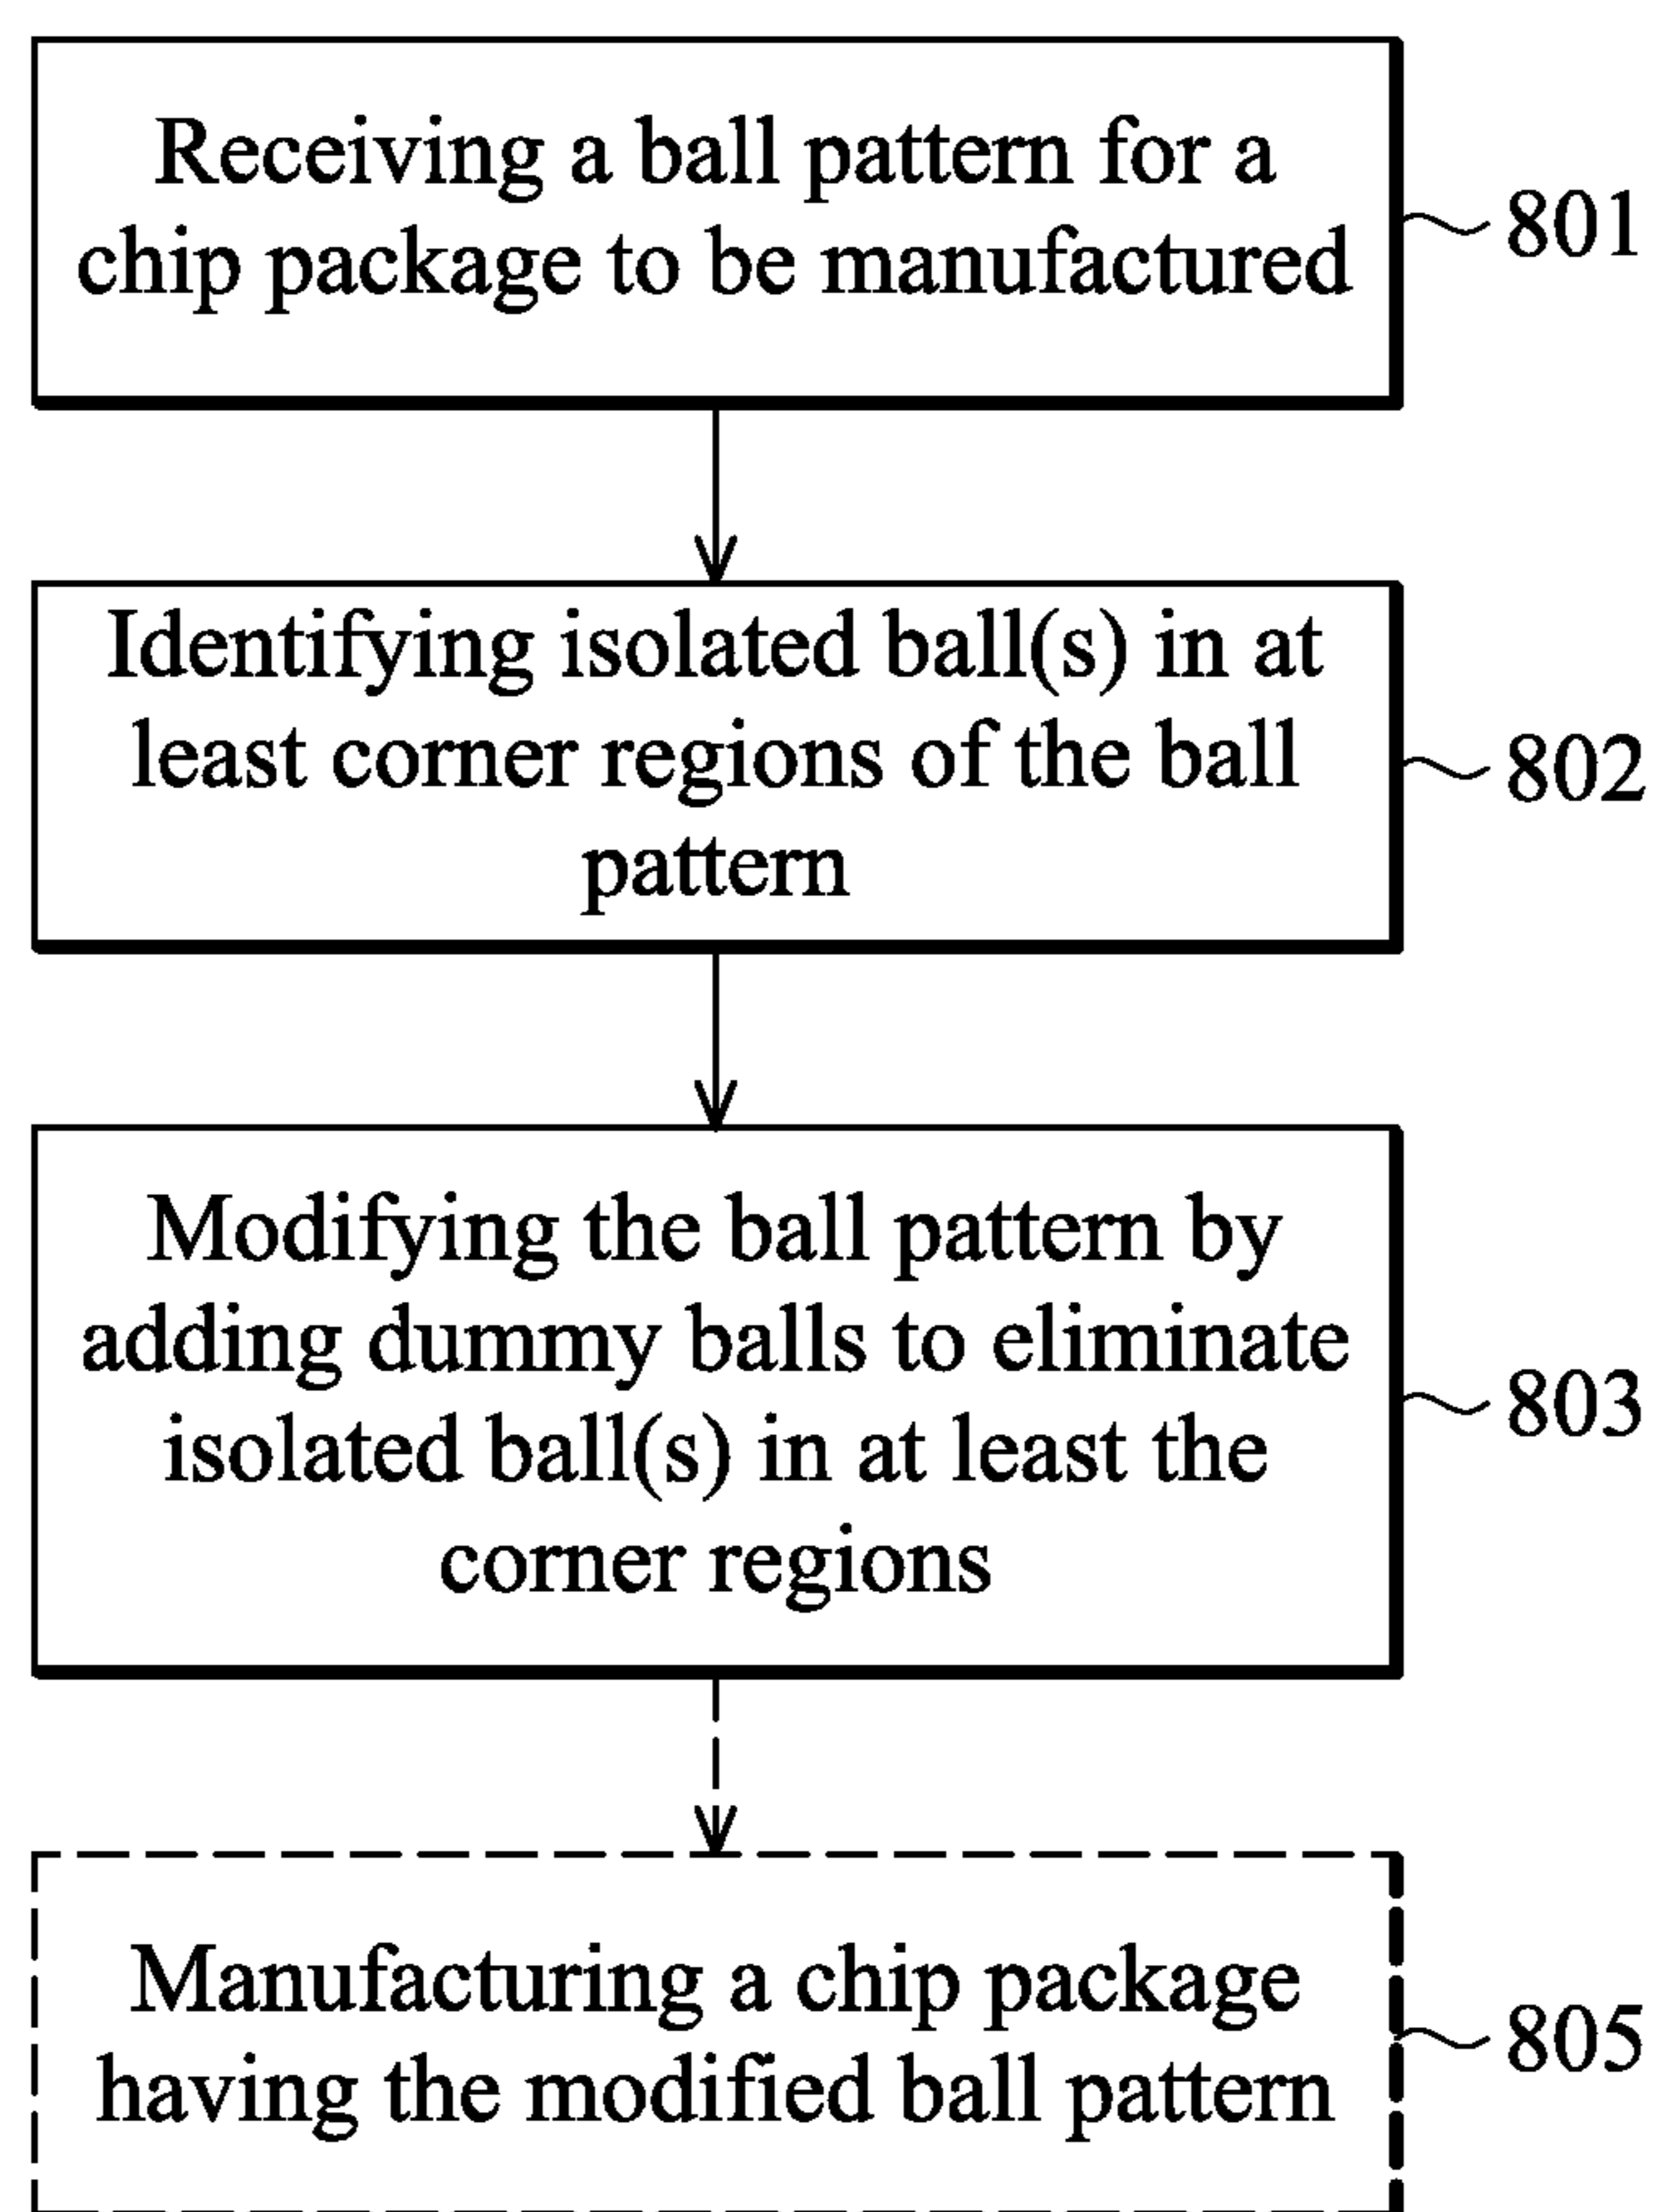 Receiving a ball pattern for a
chip package to be manufactured
801
Identifying isolated ball(s) in at
least corner regions of the ball
pattern
802
Modifying the ball pattern by
adding dummy balls to eliminate
isolated ball(s) in at least the
corner regions
803
Manufacturing a chip package
having the modified ball pattern
805